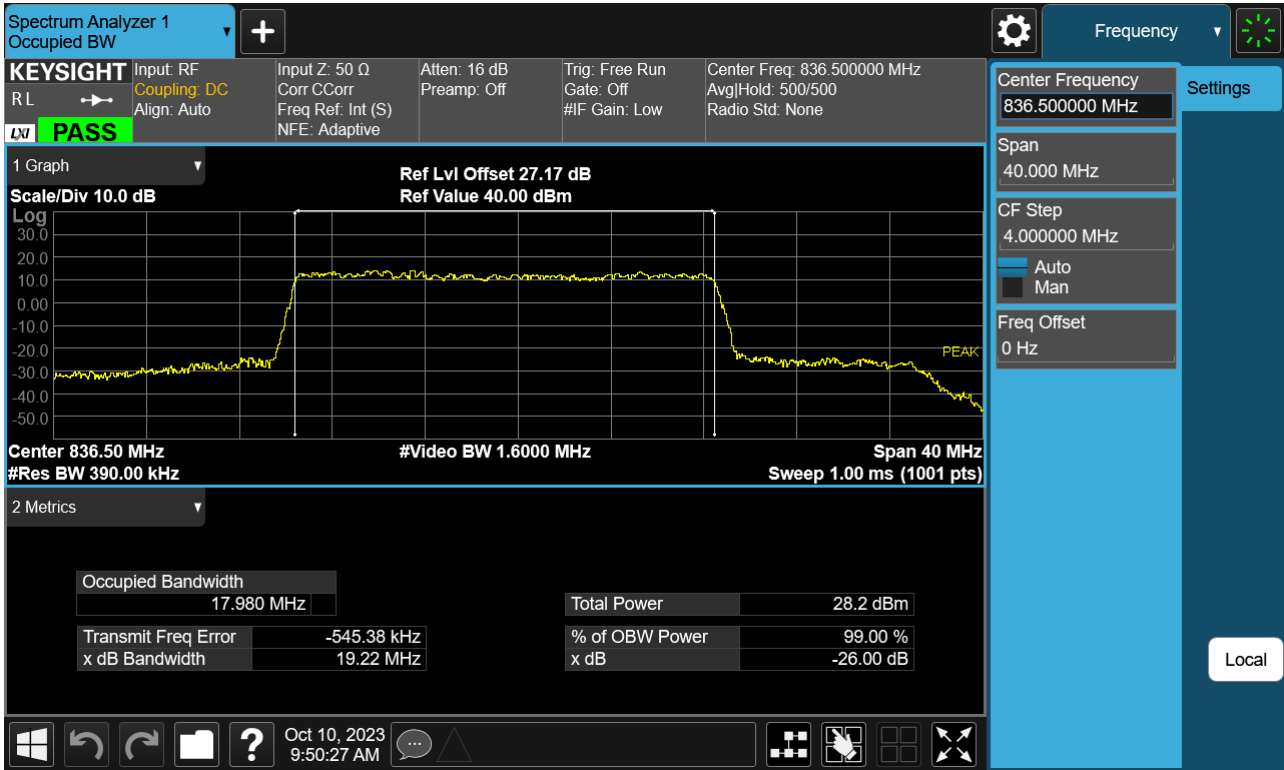 Spectrum Analyzer 1
Occupied BW
Frequency
KEYSIGHT
R L
LXI PASS
Input: RF
Coupling: DC
Align: Auto
Input Z: 50 Ω
Corr CCorr
Freq Ref: Int (S)
NFE: Adaptive
Atten: 16 dB
Preamp: Off
Trig: Free Run
Gate: Off
#IF Gain: Low
Center Freq: 836.500000 MHz
Avg|Hold: 500/500
Radio Std: None
Center Frequency
836.500000 MHz
Settings
Span
40.000 MHz
CF Step
4.000000 MHz
Auto
Man
Freq Offset
0 Hz
1 Graph
Ref Lvl Offset 27.17 dB
Scale/Div 10.0 dB
Ref Value 40.00 dBm
Log
30.0
20.0
10.0
0.00
-10.0
-20.0
PEAK
-30.0
-40.0
-50.0
Center 836.50 MHz
#Video BW 1.6000 MHz
Span 40 MHz
#Res BW 390.00 kHz
Sweep 1.00 ms (1001 pts)
2 Metrics
Occupied Bandwidth
17.980 MHz
Total Power 28.2 dBm
Transmit Freq Error -545.38 kHz
% of OBW Power 99.00 %
x dB Bandwidth 19.22 MHz
x dB -26.00 dB
Local
?
Oct 10, 2023
9:50:27 AM